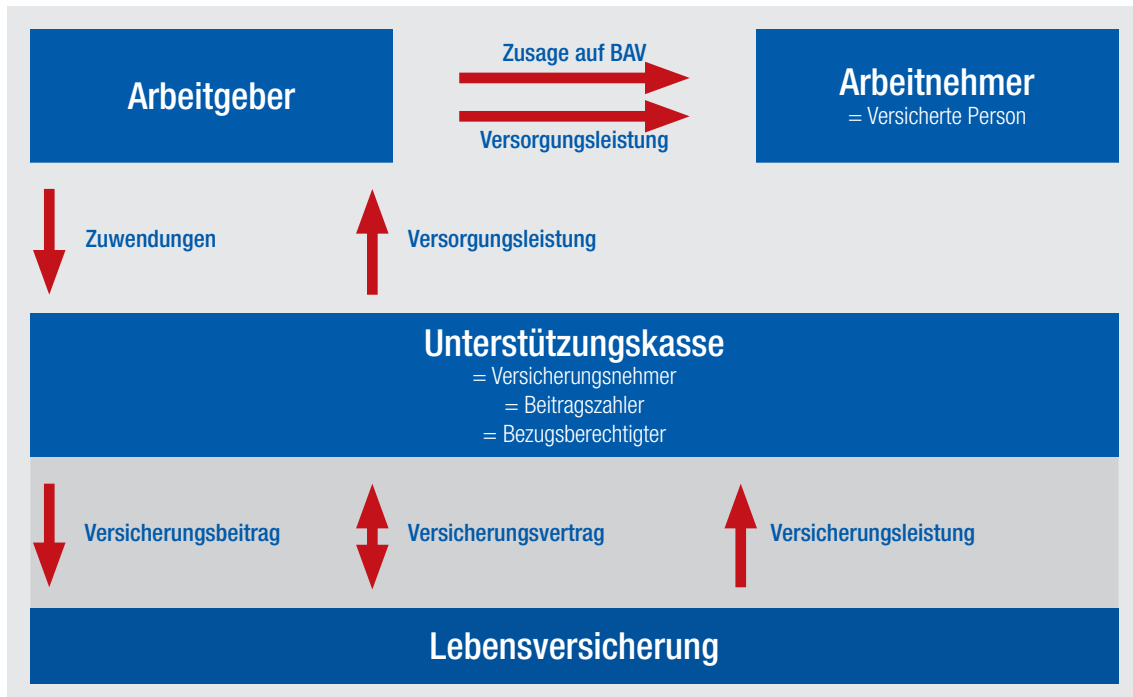 Arbeitgeber
Zusage auf BAV
Versorgungsleistung
Arbeitnehmer
= Versicherte Person
Zuwendungen
Versorgungsleistung
Unterstützungskasse
= Versicherungsnehmer
= Beitragszahler
= Bezugsberechtigter
Versicherungsbeitrag
Versicherungsvertrag
Versicherungsleistung
Lebensversicherung